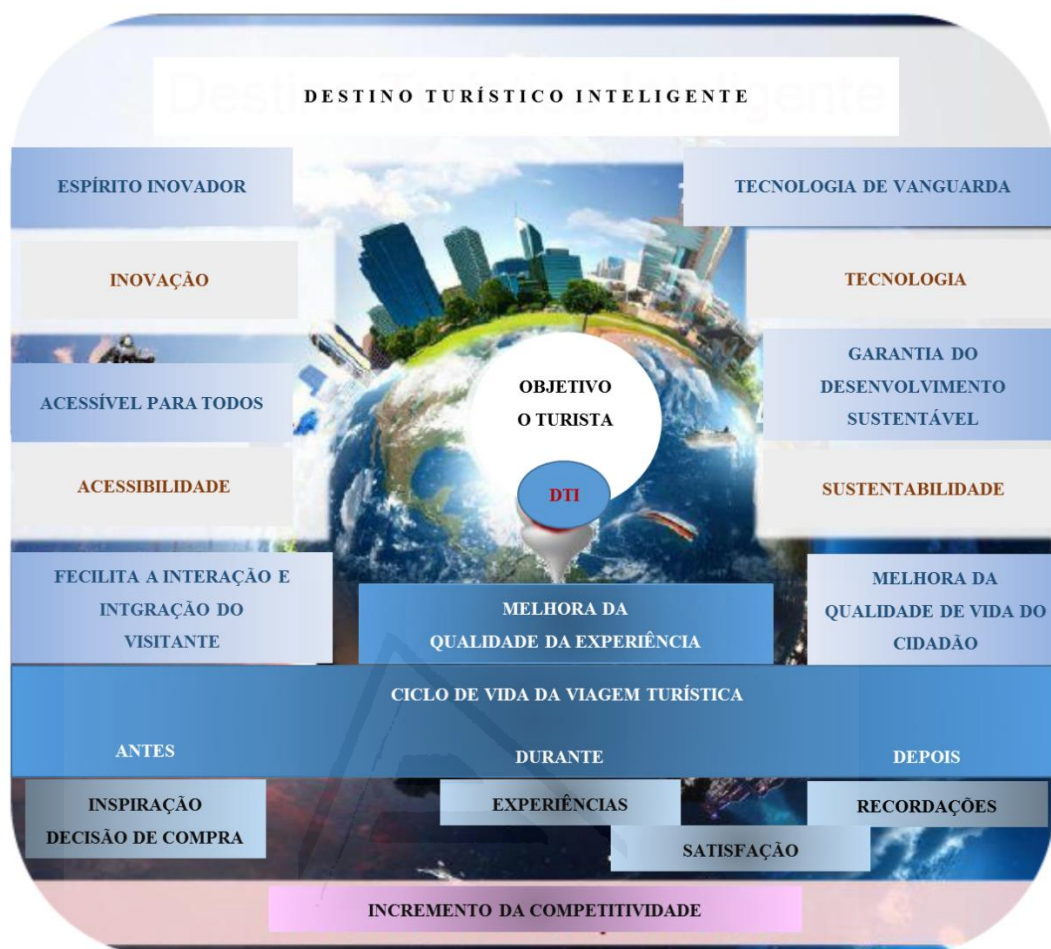 DESTINO TURÍSTICO INTELIGENTE
ESPÍRITO INOVADOR
TECNOLOGIA DE VANGUARDA
INOVAÇÃO
TECNOLOGIA
ACESSÍVEL PARA TODOS
GARANTIA DO
DESENVOLVIMENTO
SUSTENTÁVEL
OBJETIVO
O TURISTA
DTI
ACESSIBILIDADE
SUSTENTABILIDADE
FECILITA A INTERAÇÃO E
INTGRAÇÃO DO
VISITANTE
MELHORA DA
QUALIDADE DA EXPERIÊNCIA
MELHORA DA
QUALIDADE DE VIDA DO
CIDADÃO
CICLO DE VIDA DA VIAGEM TURÍSTICA
ANTES
DURANTE
DEPOIS
INSPIRAÇÃO
DECISÃO DE COMPRA
EXPERIÊNCIAS
SATISFAÇÃO
RECORDAÇÕES
INCREMENTO DA COMPETITIVIDADE